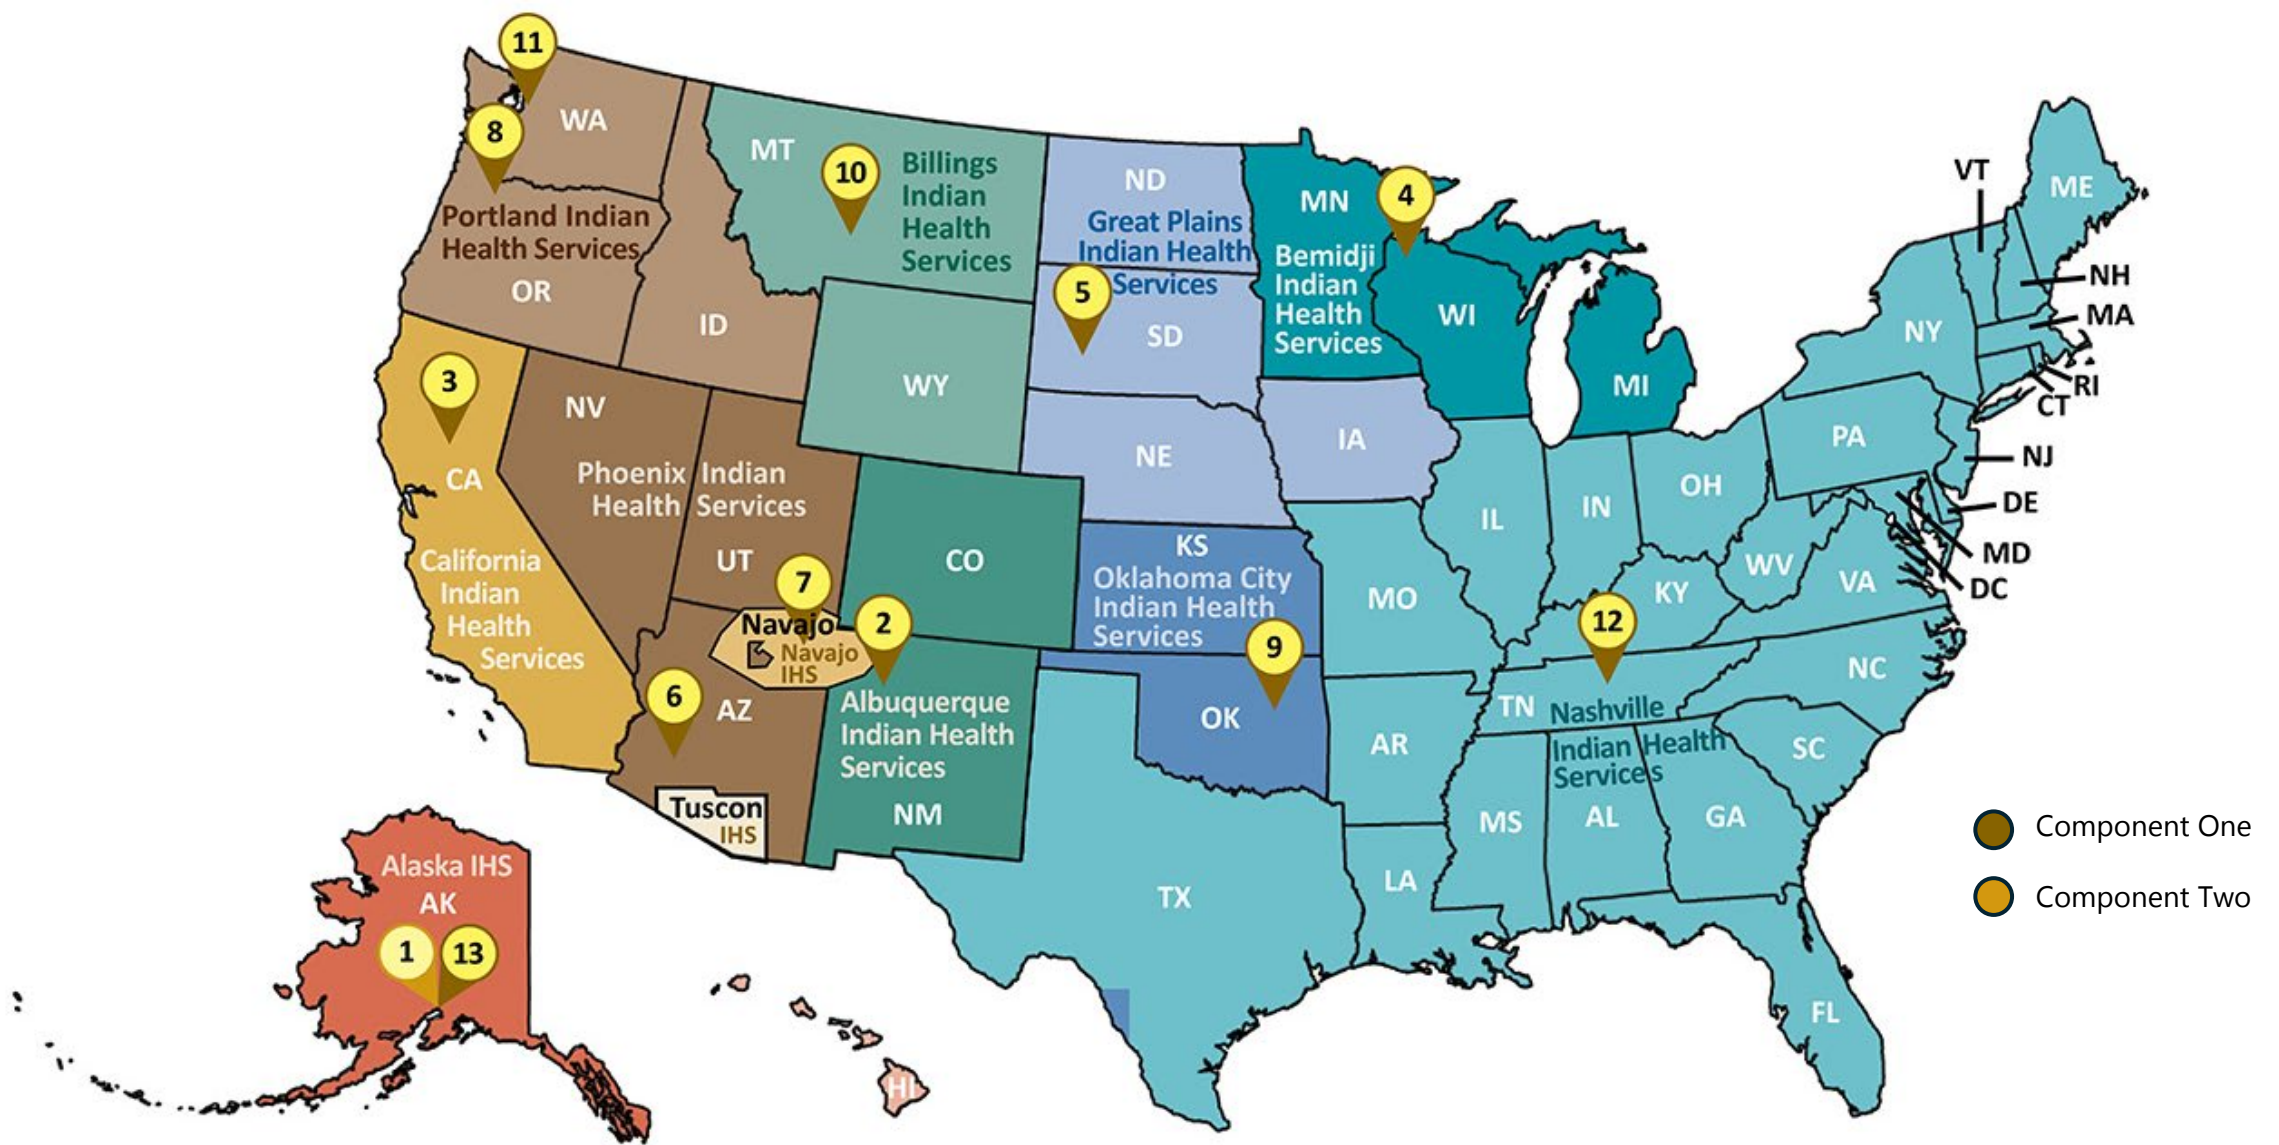 11
WA
8
Portland Indian
Health Services
OR
ID
MT
10
Billings
Indian
Health
Services
WY
ND
Great Plains
Indian Health
Services
5
SD
NE
IA
MN
4
Bemidji
Indian
Health
Services
WI
MI
3
CA
California
Indian
Health
Services
NV
Phoenix Indian
Health Services
UT
7
Navajo
Navajo
IHS
2
6
AZ
Tuscon
IHS
CO
Albuquerque
Indian Health
Services
NM
KS
Oklahoma City
Indian Health
Services
9
OK
TX
MO
AR
LA
IL
IN
OH
KY
WV
VA
12
TN
Nashville
Indian Health
Services
NC
SC
MS
AL
GA
FL
PA
NY
VT
ME
NH
MA
RI
CT
NJ
DE
MD
DC
Alaska IHS
AK
1
13
HI
Component One
Component Two